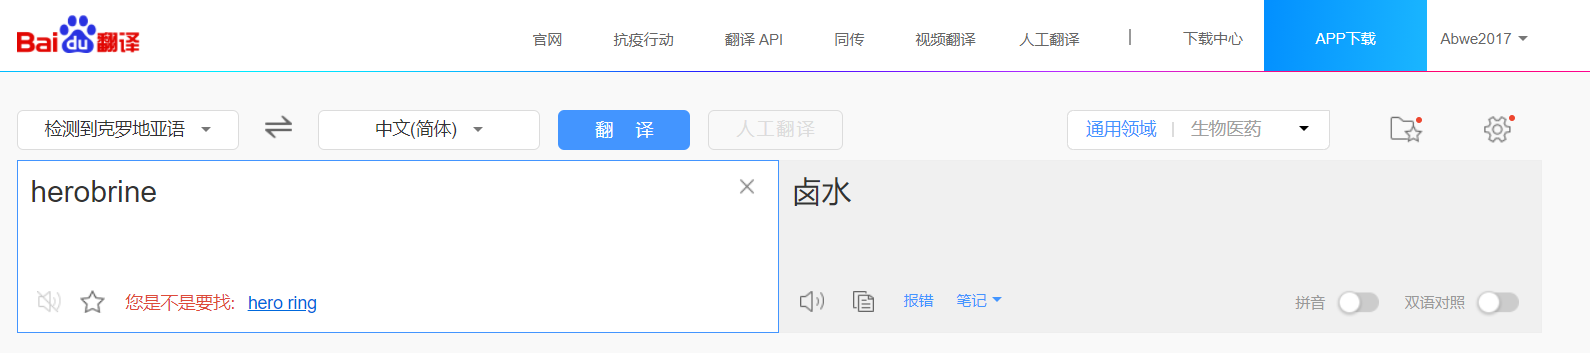 Bai du 翻译
官网 抗疫行动 翻译 API 同传 视频翻译 人工翻译 | 下载中心 APP下载 Abwe2017
检测到克罗地亚语 中文(简体) 翻 译 人工翻译 通用领域 | 生物医药
herobrine 卤水
您是不是要找: hero ring 报错 笔记 拼音 双语对照